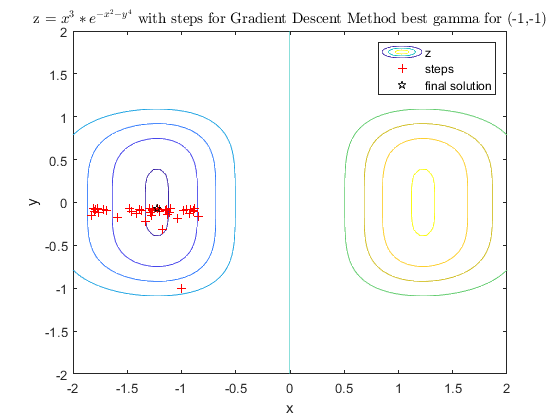 z = x³ * e^{-x²-y⁴} with steps for Gradient Descent Method best gamma for (-1,-1)
z
steps
final solution
2
1.5
1
0.5
0
-0.5
-1
-1.5
-2
y
-2 -1.5 -1 -0.5 0 0.5 1 1.5 2
x